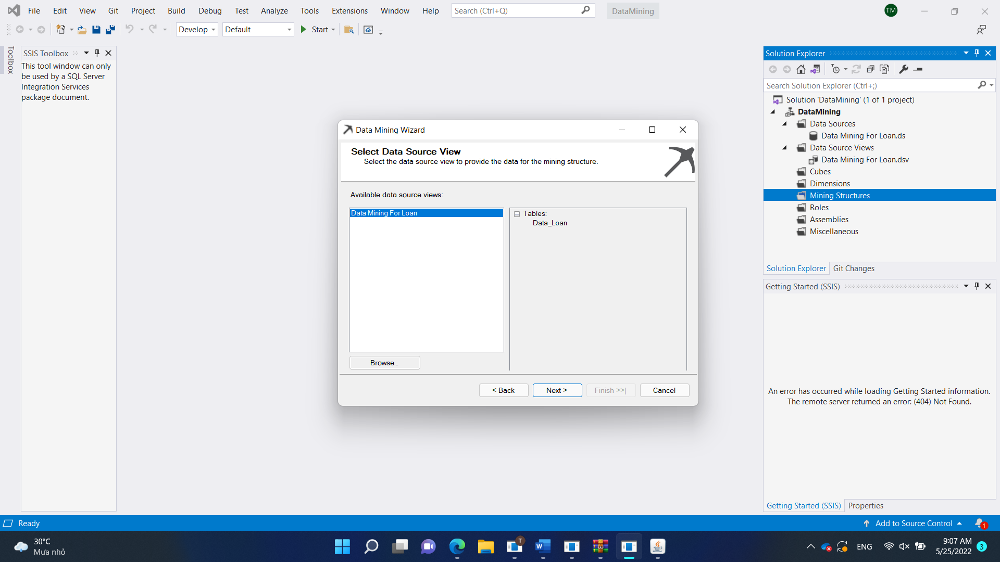 File Edit View Git Project Build Debug Test Analyze Tools Extensions Window Help Search (Ctrl+Q) DataMining TM
Develop Default Start
Toolbox
SSIS Toolbox
This tool window can only
be used by a SQL Server
Integration Services
package document.
Data Mining Wizard
Select Data Source View
Select the data source view to provide the data for the mining structure.
Available data source views:
Data Mining For Loan
Tables:
Data_Loan
Browse...
< Back Next > Finish >>| Cancel
Solution Explorer
Search Solution Explorer (Ctrl+;)
Solution 'DataMining' (1 of 1 project)
DataMining
Data Sources
Data Mining For Loan.ds
Data Source Views
Data Mining For Loan.dsv
Cubes
Dimensions
Mining Structures
Roles
Assemblies
Miscellaneous
Solution Explorer Git Changes
Getting Started (SSIS)
An error has occurred while loading Getting Started information.
The remote server returned an error: (404) Not Found.
Getting Started (SSIS) Properties
Ready Add to Source Control 1
30°C
Mưa nhỏ
T
W
ENG
9:07 AM
5/25/2022
3